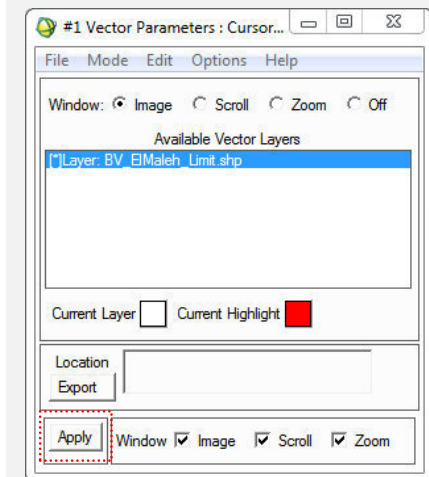 #1 Vector Parameters : Cursor...
File Mode Edit Options Help
Window: Image Scroll Zoom Off
Available Vector Layers
[*]Layer: BV_ElMaleh_Limit.shp
Current Layer Current Highlight
Location
Export
Apply Window Image Scroll Zoom